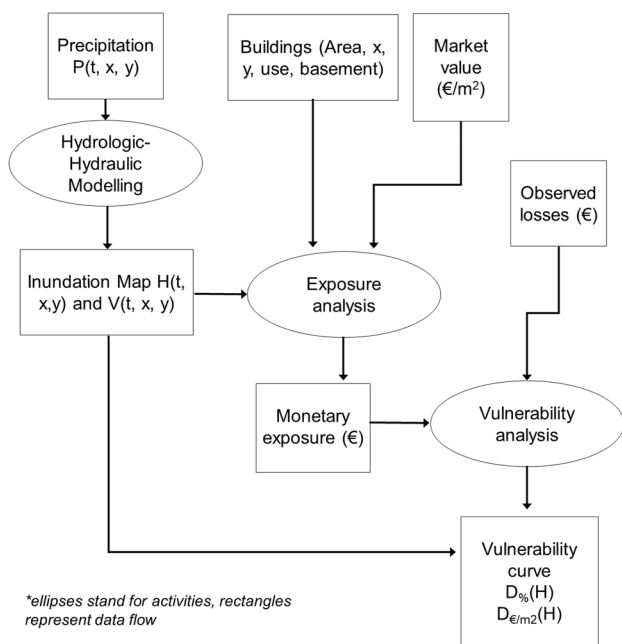 Precipitation
P(t, x, y)
Buildings (Area, x,
y, use, basement)
Market
value
(€/m²)
Hydrologic-
Hydraulic
Modelling
Observed
losses (€)
Inundation Map H(t,
x,y) and V(t, x, y)
Exposure
analysis
Monetary
exposure (€)
Vulnerability
analysis
Vulnerability
curve
D%(H)
D€/m2(H)
*ellipses stand for activities, rectangles
represent data flow